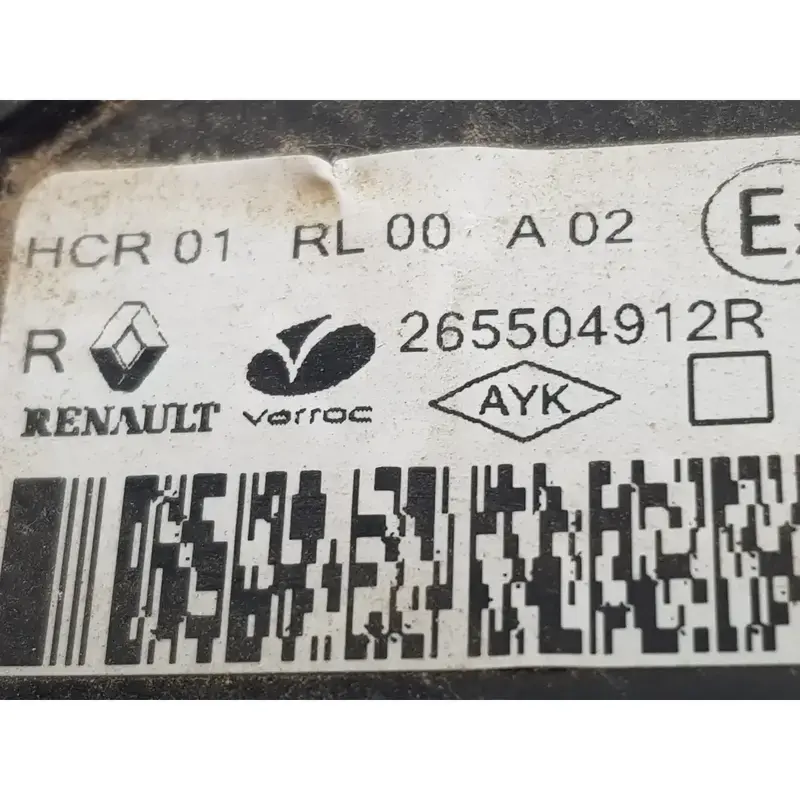 HCR 01 RL 00 A 02 E
R 265504912R
RENAULT varroc AYK